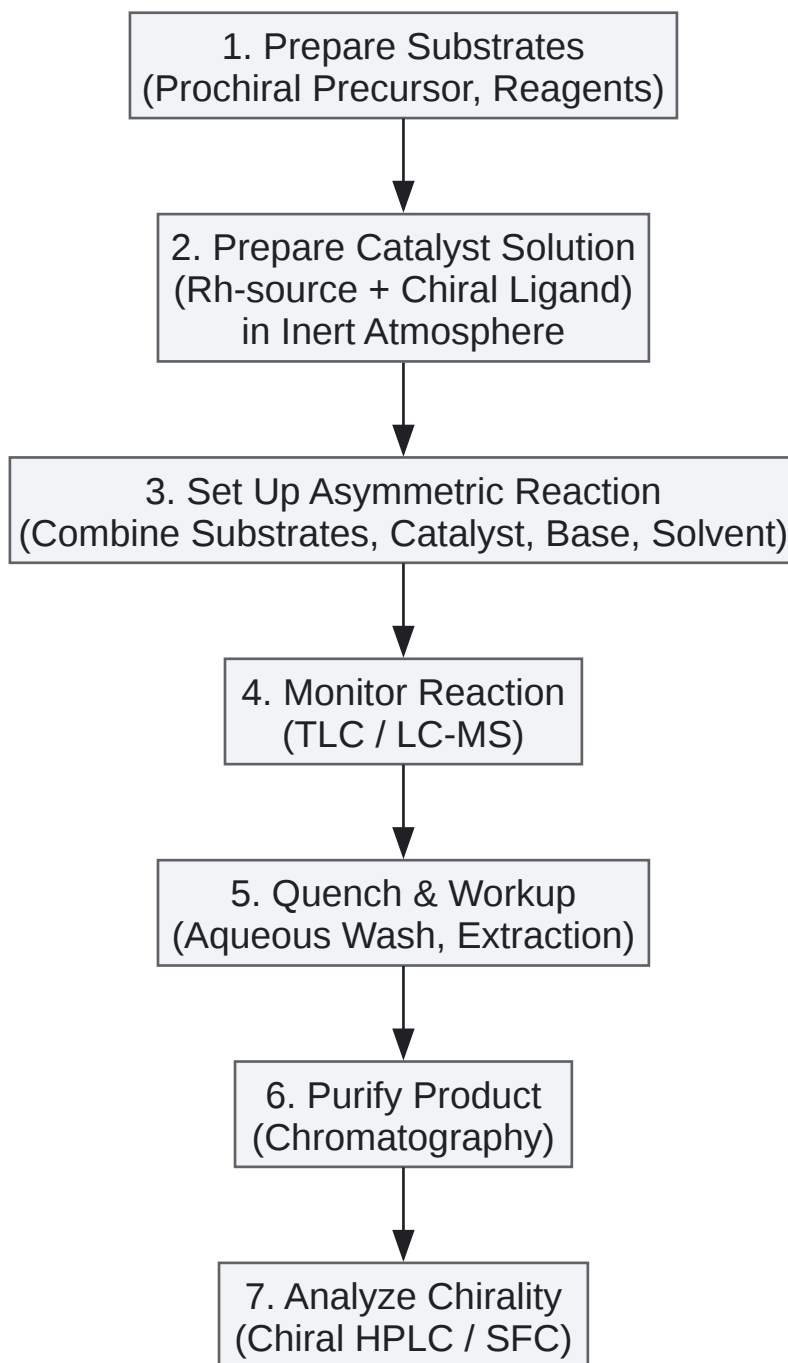 1. Prepare Substrates
(Prochiral Precursor, Reagents)
2. Prepare Catalyst Solution
(Rh-source + Chiral Ligand)
in Inert Atmosphere
3. Set Up Asymmetric Reaction
(Combine Substrates, Catalyst, Base, Solvent)
4. Monitor Reaction
(TLC / LC-MS)
5. Quench & Workup
(Aqueous Wash, Extraction)
6. Purify Product
(Chromatography)
7. Analyze Chirality
(Chiral HPLC / SFC)